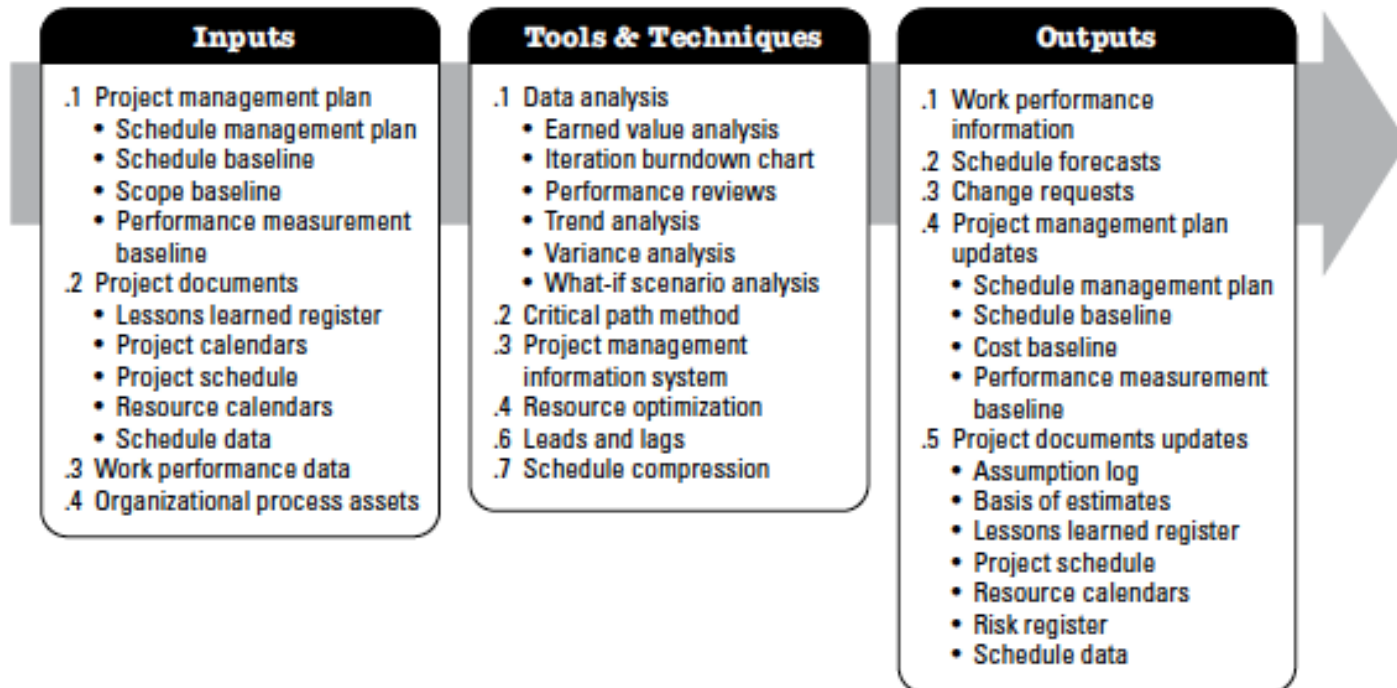 Inputs
.1 Project management plan
• Schedule management plan
• Schedule baseline
• Scope baseline
• Performance measurement
baseline
.2 Project documents
• Lessons learned register
• Project calendars
• Project schedule
• Resource calendars
• Schedule data
.3 Work performance data
.4 Organizational process assets
Tools & Techniques
.1 Data analysis
• Earned value analysis
• Iteration burndown chart
• Performance reviews
• Trend analysis
• Variance analysis
• What-if scenario analysis
.2 Critical path method
.3 Project management
information system
.4 Resource optimization
.6 Leads and lags
.7 Schedule compression
Outputs
.1 Work performance
information
.2 Schedule forecasts
.3 Change requests
.4 Project management plan
updates
• Schedule management plan
• Schedule baseline
• Cost baseline
• Performance measurement
baseline
.5 Project documents updates
• Assumption log
• Basis of estimates
• Lessons learned register
• Project schedule
• Resource calendars
• Risk register
• Schedule data